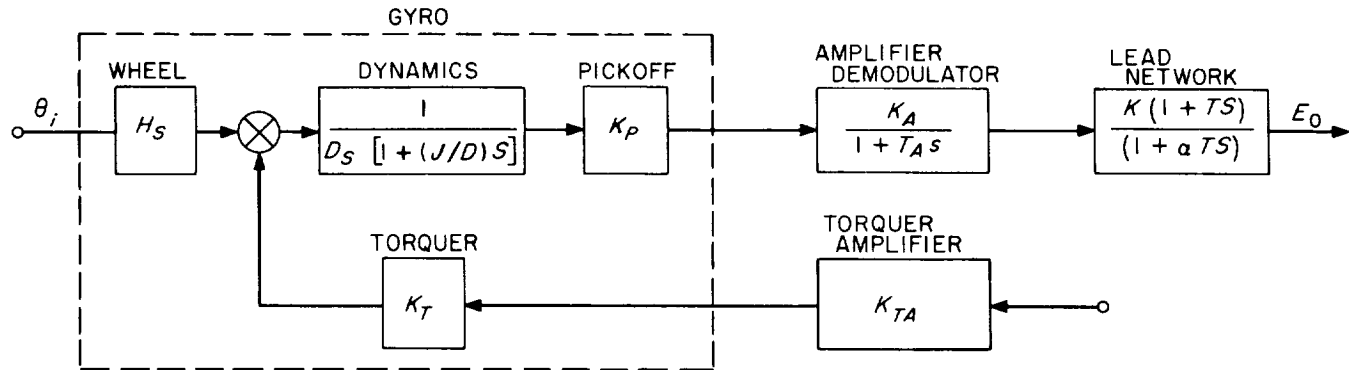 GYRO
WHEEL
DYNAMICS
PICKOFF
AMPLIFIER
DEMODULATOR
LEAD
NETWORK
θi
HS
1
DS [1 + (J/D)S]
KP
KA
1 + TAs
K (1 + TS)
(1 + α TS)
E0
TORQUER
TORQUER
AMPLIFIER
KT
KTA